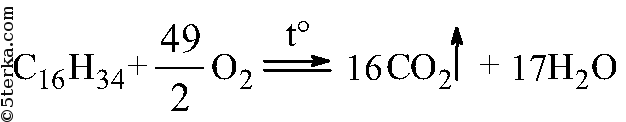 C₁₆H₃₄ + 49/2 O₂ t° ⇒ 16CO₂↑ + 17H₂O
©5terka.com